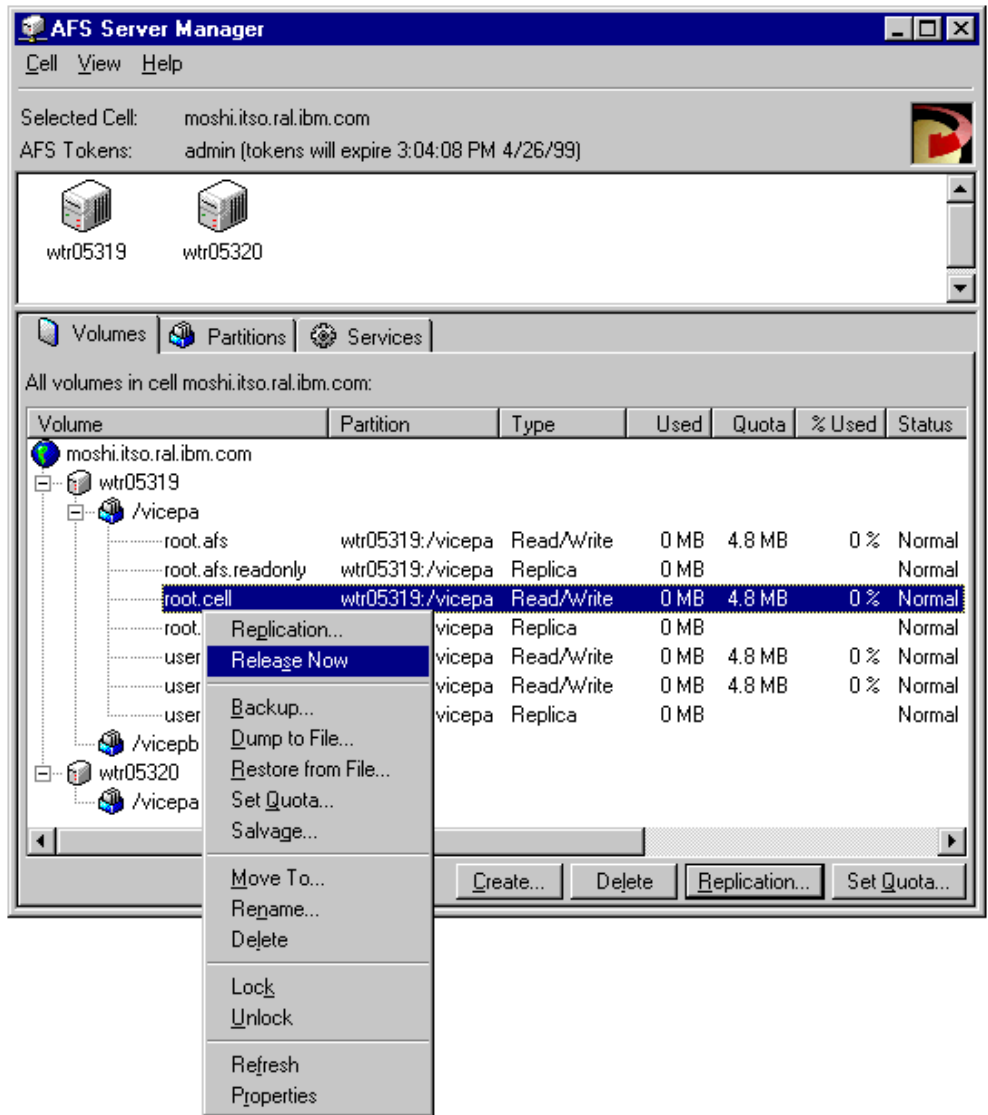 AFS Server Manager
Cell View Help
Selected Cell: moshi.itso.ral.ibm.com
AFS Tokens: admin (tokens will expire 3:04:08 PM 4/26/99)
wtr05319 wtr05320
Volumes Partitions Services
All volumes in cell moshi.itso.ral.ibm.com:
Volume Partition Type Used Quota % Used Status
moshi.itso.ral.ibm.com
wtr05319
/vicepa
root.afs wtr05319:/vicepa Read/Write 0 MB 4.8 MB 0 % Normal
root.afs.readonly wtr05319:/vicepa Replica 0 MB Normal
root.cell wtr05319:/vicepa Read/Write 0 MB 4.8 MB 0 % Normal
root. vicepa Replica 0 MB Normal
user vicepa Read/Write 0 MB 4.8 MB 0 % Normal
user vicepa Read/Write 0 MB 4.8 MB 0 % Normal
user vicepa Replica 0 MB Normal
/vicepb
wtr05320
/vicepa
Replication...
Release Now
Backup...
Dump to File...
Restore from File...
Set Quota...
Salvage...
Move To...
Rename...
Delete
Lock
Unlock
Refresh
Properties
Create... Delete Replication... Set Quota...